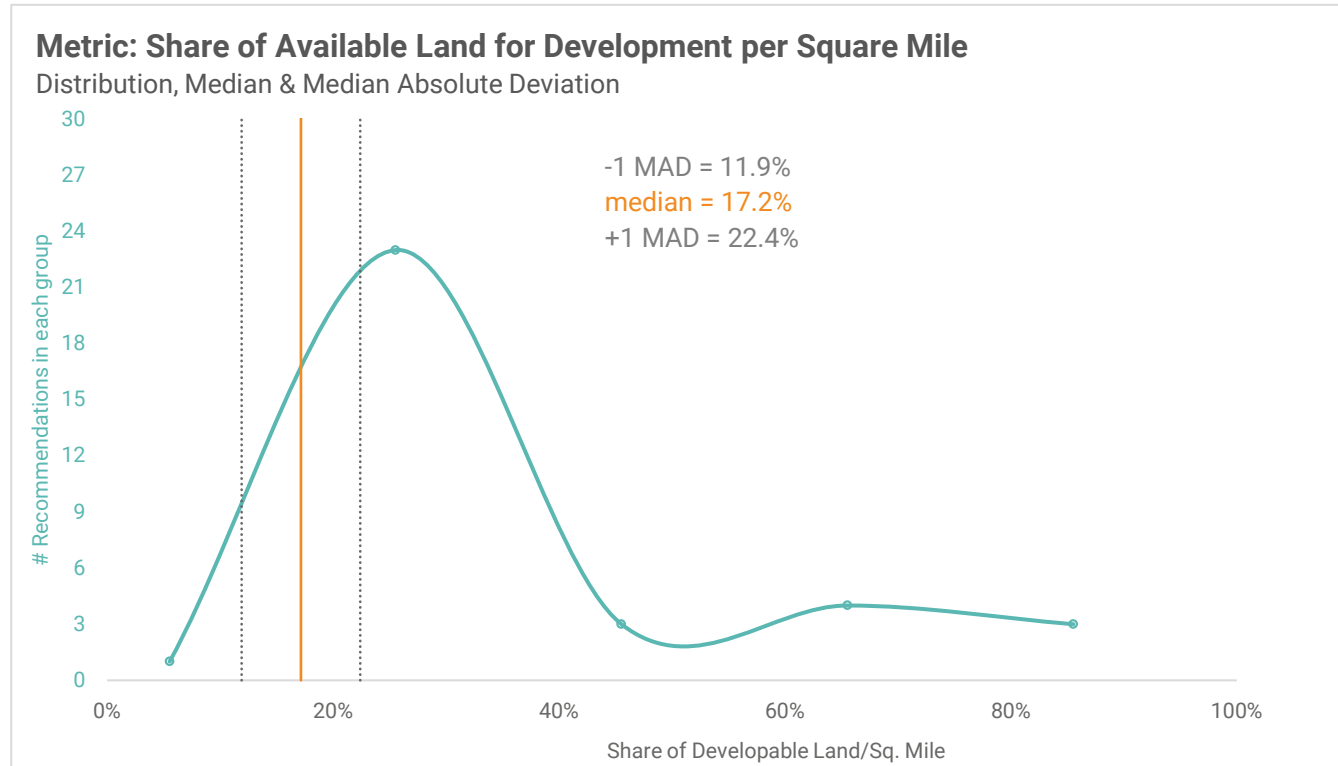 Metric: Share of Available Land for Development per Square Mile
Distribution, Median & Median Absolute Deviation
30
27
24
21
18
15
12
9
6
3
0
# Recommendations in each group
-1 MAD = 11.9%
median = 17.2%
+1 MAD = 22.4%
0%
20%
40%
60%
80%
100%
Share of Developable Land/Sq. Mile